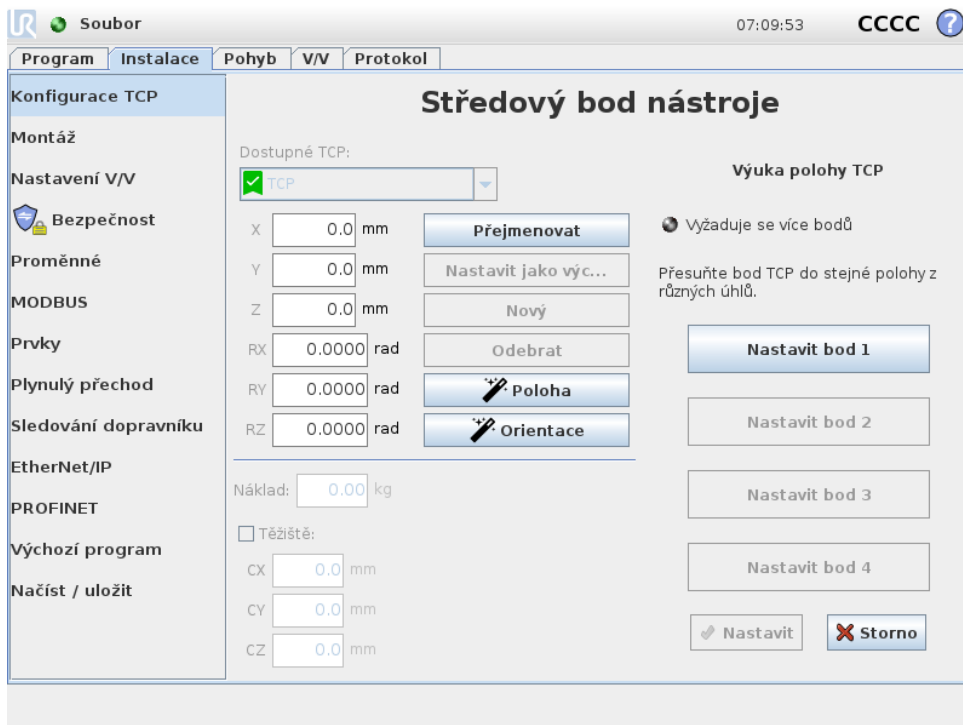 UR Soubor 07:09:53 CCCC ?
Program Instalace Pohyb V/V Protokol
Konfigurace TCP
Montáž
Nastavení V/V
Bezpečnost
Proměnné
MODBUS
Prvky
Plynulý přechod
Sledování dopravníku
EtherNet/IP
PROFINET
Výchozí program
Načíst / uložit
Středový bod nástroje
Dostupné TCP:
TCP
X 0.0 mm Přejmenovat
Y 0.0 mm Nastavit jako výc...
Z 0.0 mm Nový
RX 0.0000 rad Odebrat
RY 0.0000 rad Poloha
RZ 0.0000 rad Orientace
Náklad: 0.00 kg
Těžiště:
CX 0.0 mm
CY 0.0 mm
CZ 0.0 mm
Výuka polohy TCP
Vyžaduje se více bodů
Přesuňte bod TCP do stejné polohy z
různých úhlů.
Nastavit bod 1
Nastavit bod 2
Nastavit bod 3
Nastavit bod 4
Nastavit Storno